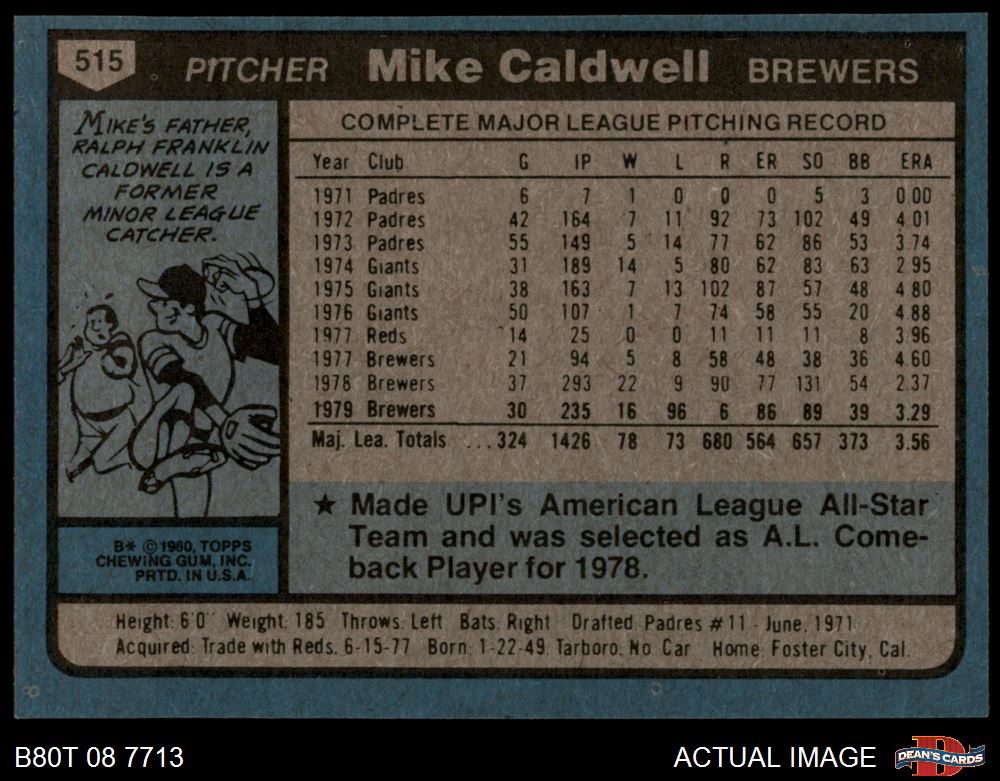 515 PITCHER Mike Caldwell BREWERS
MIKE'S FATHER,
RALPH FRANKLIN
CALDWELL IS A
FORMER
MINOR LEAGUE
CATCHER.
COMPLETE MAJOR LEAGUE PITCHING RECORD
Year Club G IP W L R ER SO BB ERA
1971 Padres 6 7 1 0 0 0 5 3 0.00
1972 Padres 42 164 7 11 92 73 102 49 4.01
1973 Padres 55 149 5 14 77 62 86 53 3.74
1974 Giants 31 189 14 5 80 62 83 63 2.95
1975 Giants 38 163 7 13 102 87 57 48 4.80
1976 Giants 50 107 1 7 74 58 55 20 4.88
1977 Reds 14 25 0 0 11 11 11 8 3.96
1977 Brewers 21 94 5 8 58 48 38 36 4.60
1978 Brewers 37 293 22 9 90 77 131 54 2.37
1979 Brewers 30 235 16 96 6 86 89 39 3.29
Maj. Lea. Totals ...324 1426 78 73 680 564 657 373 3.56
★ Made UPI's American League All-Star
Team and was selected as A.L. Come-
back Player for 1978.
B* © 1980, TOPPS
CHEWING GUM, INC.
PRTD. IN U.S.A.
Height: 6'0" Weight: 185 Throws: Left Bats: Right Drafted: Padres #11 - June, 1971
Acquired: Trade with Reds, 6-15-77 Born: 1-22-49, Tarboro, No Car Home: Foster City, Cal.
B80T 08 7713 ACTUAL IMAGE
D
DEAN'S CARDS